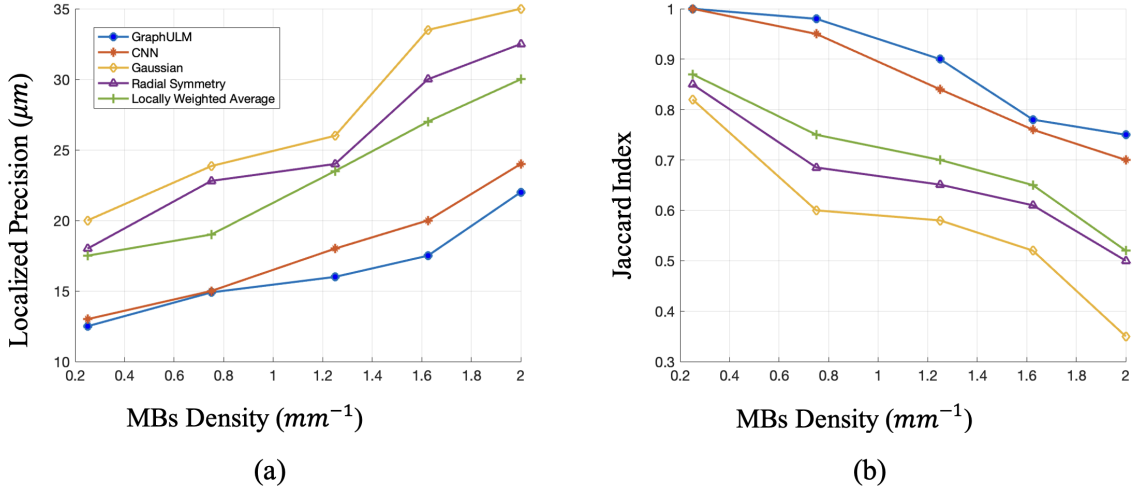 35
30
25
20
15
10
Localized Precision (μm)
GraphULM
CNN
Gaussian
Radial Symmetry
Locally Weighted Average
0.2 0.4 0.6 0.8 1 1.2 1.4 1.6 1.8 2
MBs Density (mm⁻¹)
(a)
1
0.9
0.8
0.7
0.6
0.5
0.4
0.3
Jaccard Index
0.2 0.4 0.6 0.8 1 1.2 1.4 1.6 1.8 2
MBs Density (mm⁻¹)
(b)